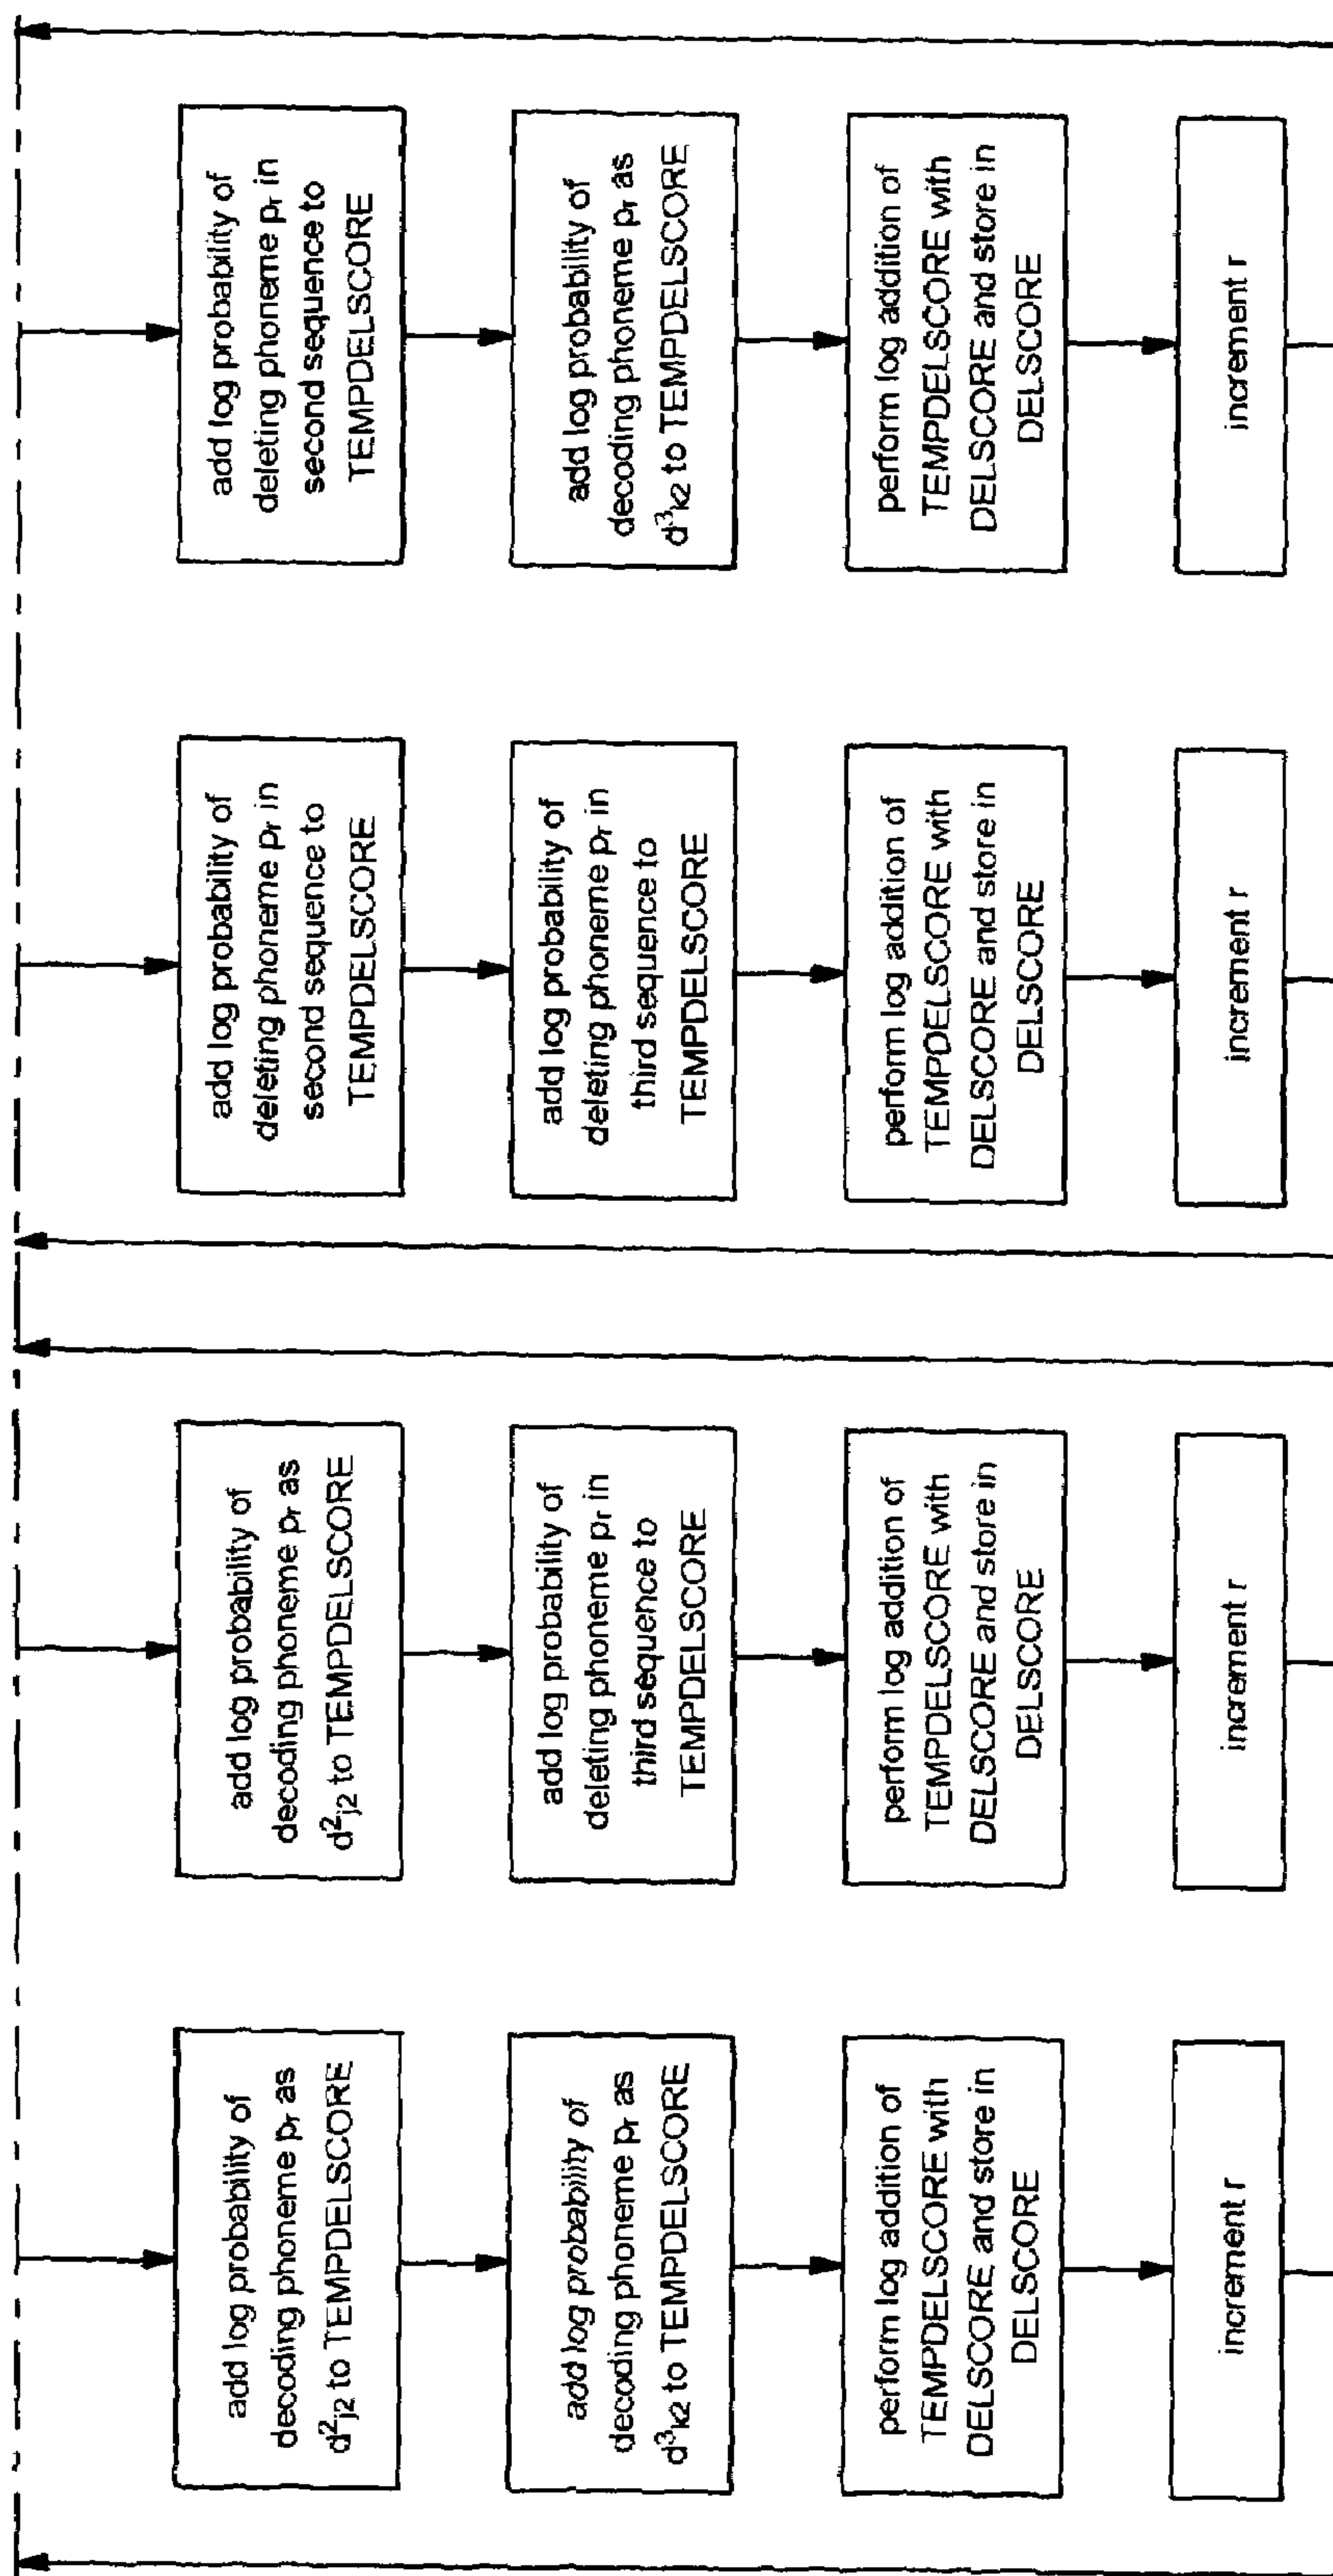 add log probability of
decoding phoneme pᵣ as
d²ⱼ₂ to TEMPDELSCORE
add log probability of
decoding phoneme pᵣ as
d³ₖ₂ to TEMPDELSCORE
perform log addition of
TEMPDELSCORE with
DELSCORE and store in
DELSCORE
increment r
add log probability of
decoding phoneme pᵣ as
d²ⱼ₂ to TEMPDELSCORE
add log probability of
deleting phoneme pᵣ in
third sequence to
TEMPDELSCORE
perform log addition of
TEMPDELSCORE with
DELSCORE and store in
DELSCORE
increment r
add log probability of
deleting phoneme pᵣ in
second sequence to
TEMPDELSCORE
add log probability of
deleting phoneme pᵣ in
third sequence to
TEMPDELSCORE
perform log addition of
TEMPDELSCORE with
DELSCORE and store in
DELSCORE
increment r
add log probability of
deleting phoneme pᵣ in
second sequence to
TEMPDELSCORE
add log probability of
decoding phoneme pᵣ as
d³ₖ₂ to TEMPDELSCORE
perform log addition of
TEMPDELSCORE with
DELSCORE and store in
DELSCORE
increment r